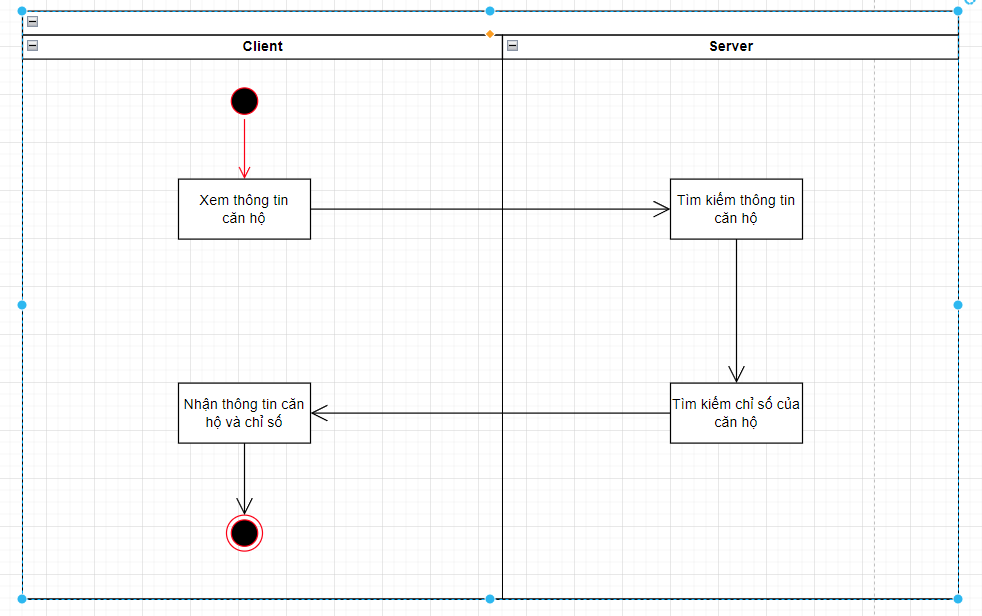 Client
Server
Xem thông tin
căn hộ
Tìm kiếm thông tin
căn hộ
Nhận thông tin căn
hộ và chỉ số
Tìm kiếm chỉ số của
căn hộ